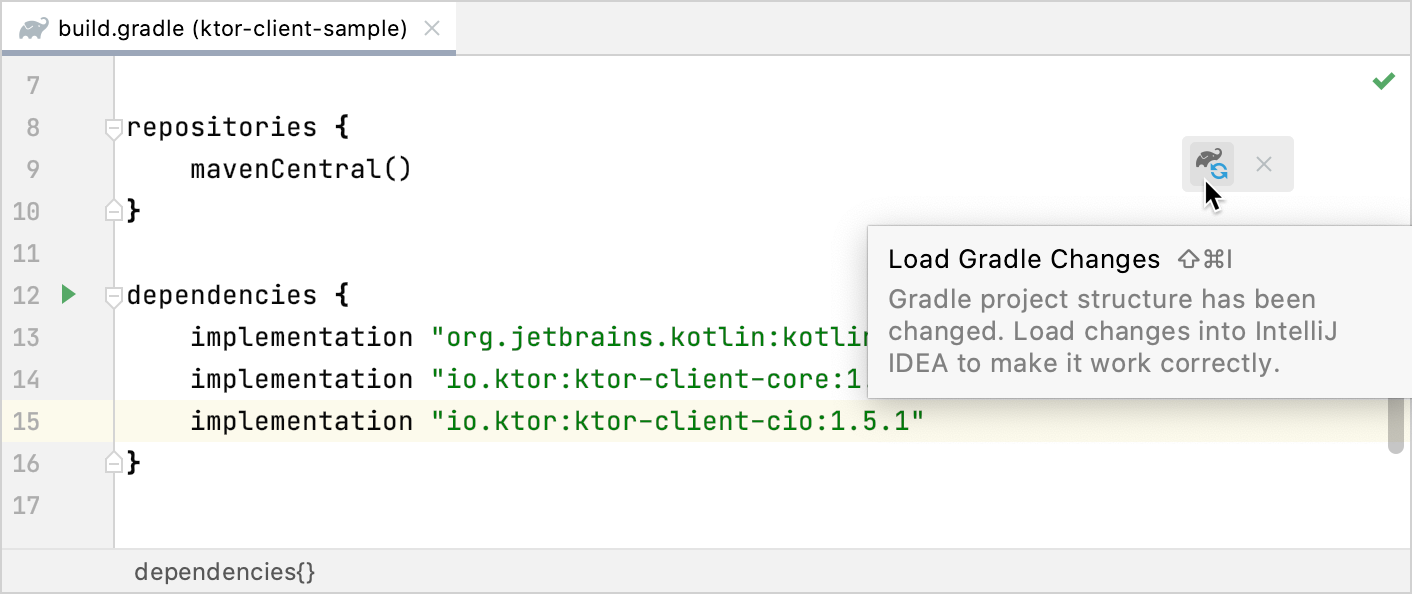 build.gradle (ktor-client-sample)
7
8 repositories {
9 mavenCentral()
10 }
11
Load Gradle Changes ⇧⌘I
Gradle project structure has been
changed. Load changes into IntelliJ
IDEA to make it work correctly.
12 dependencies {
13 implementation "org.jetbrains.kotlin:kotlin
14 implementation "io.ktor:ktor-client-core:1.
15 implementation "io.ktor:ktor-client-cio:1.5.1"
16 }
17
dependencies{}